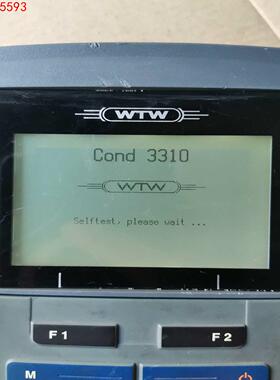 5593
WTW
Cond 3310
WTW
Selftest, please wait ...
F1
F2
M